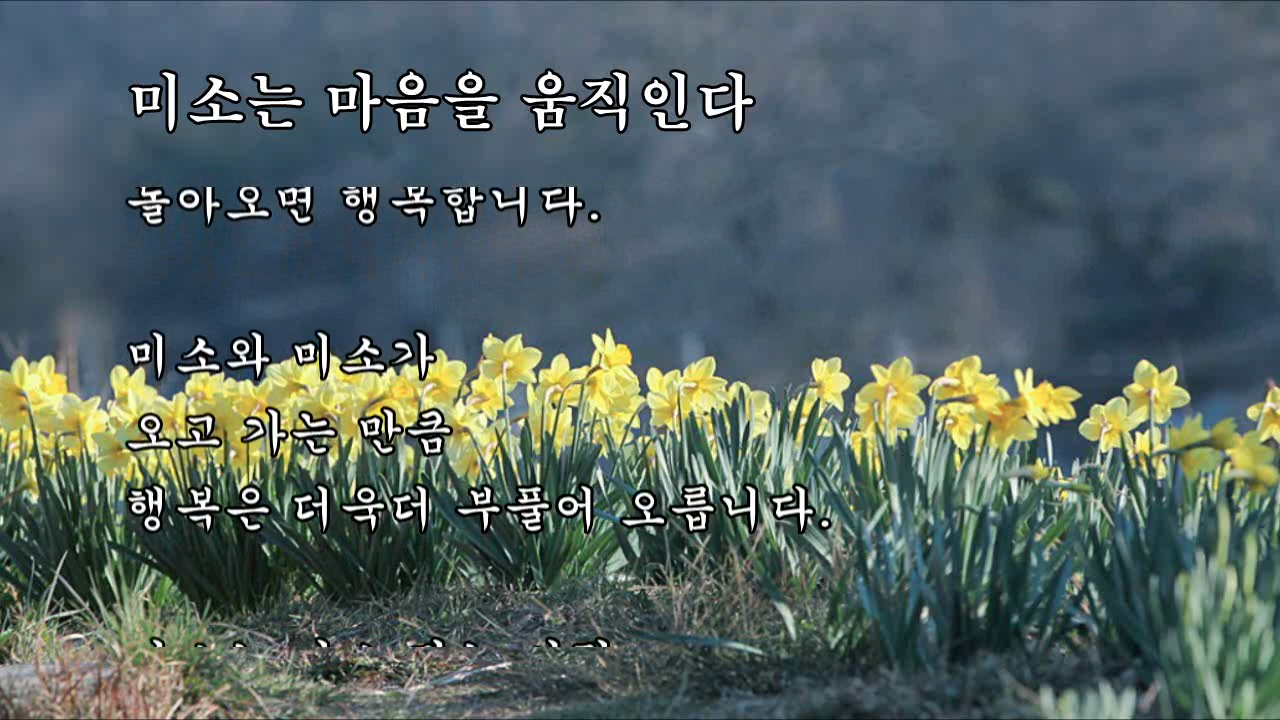 미소는 마음을 움직인다
돌아오면 행복합니다.
미소와 미소가
오고 가는 만큼
행복은 더욱더 부풀어 오릅니다.